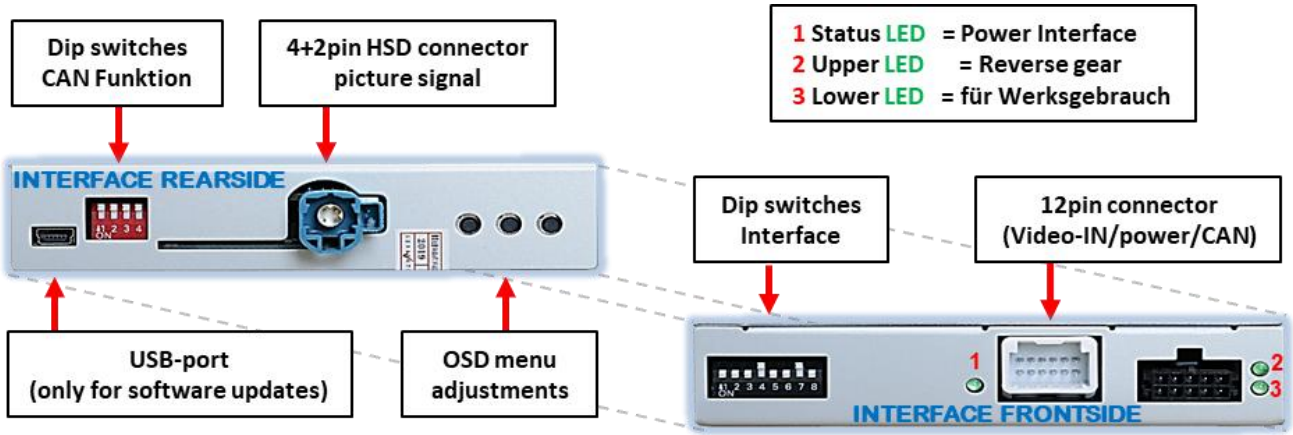 Dip switches
CAN Funktion
4+2pin HSD connector
picture signal
1 Status LED = Power Interface
2 Upper LED = Reverse gear
3 Lower LED = für Werksgebrauch
INTERFACE REARSIDE
1 2 3 4
ON
2019
Dip switches
Interface
12pin connector
(Video-IN/power/CAN)
USB-port
(only for software updates)
OSD menu
adjustments
1
2
3
1 2 3 4 5 6 7 8
ON
INTERFACE FRONTSIDE